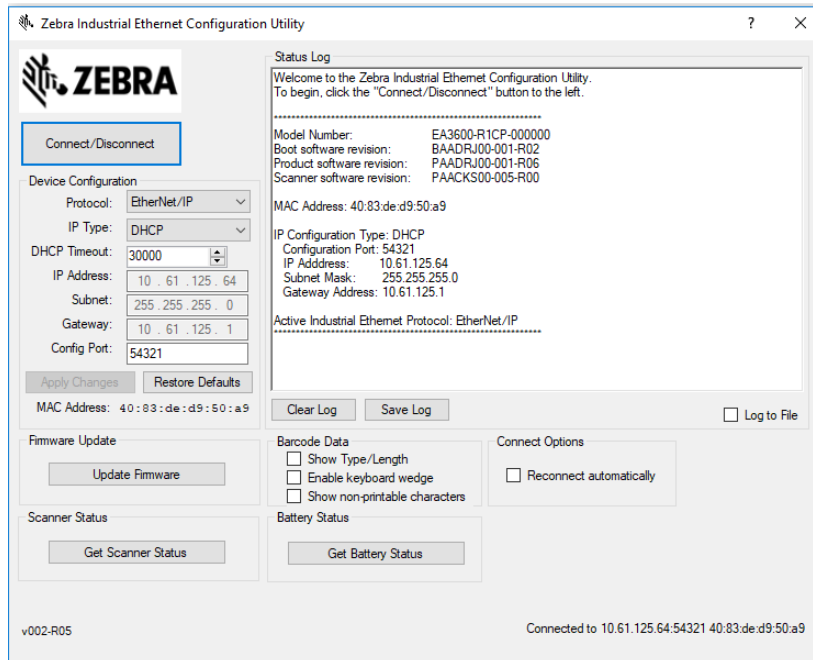 Zebra Industrial Ethernet Configuration Utility
? ×
ZEBRA
Connect/Disconnect
Device Configuration
Protocol: EtherNet/IP
IP Type: DHCP
DHCP Timeout: 30000
IP Address: 10 . 61 . 125 . 64
Subnet: 255 . 255 . 255 . 0
Gateway: 10 . 61 . 125 . 1
Config Port: 54321
Apply Changes Restore Defaults
MAC Address: 40:83:de:d9:50:a9
Status Log
Welcome to the Zebra Industrial Ethernet Configuration Utility.
To begin, click the "Connect/Disconnect" button to the left.
**************************************************************
Model Number: EA3600-R1CP-000000
Boot software revision: BAADRJ00-001-R02
Product software revision: PAADRJ00-001-R06
Scanner software revision: PAACKS00-005-R00
MAC Address: 40:83:de:d9:50:a9
IP Configuration Type: DHCP
Configuration Port: 54321
IP Adddress: 10.61.125.64
Subnet Mask: 255.255.255.0
Gateway Address: 10.61.125.1
Active Industrial Ethernet Protocol: EtherNet/IP
**************************************************************
Clear Log Save Log Log to File
Firmware Update
Update Firmware
Barcode Data
Show Type/Length
Enable keyboard wedge
Show non-printable characters
Connect Options
Reconnect automatically
Scanner Status
Get Scanner Status
Battery Status
Get Battery Status
v002-R05
Connected to 10.61.125.64:54321 40:83:de:d9:50:a9